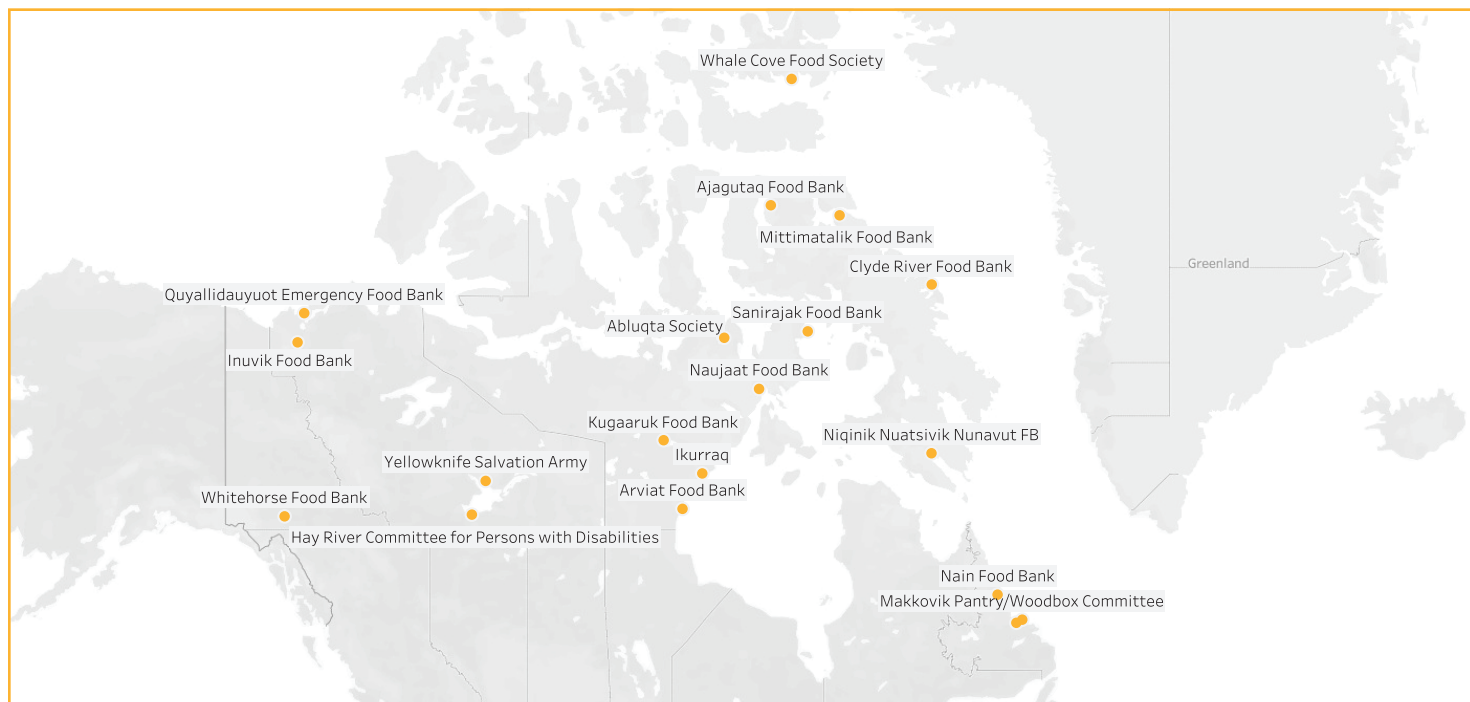 Whale Cove Food Society
Ajagutaq Food Bank
Mittimatalik Food Bank
Clyde River Food Bank
Greenland
Quyallidauyuot Emergency Food Bank
Sanirajak Food Bank
Abluqta Society
Inuvik Food Bank
Naujaat Food Bank
Kugaaruk Food Bank
Niqinik Nuatsivik Nunavut FB
Ikurraq
Yellowknife Salvation Army
Arviat Food Bank
Whitehorse Food Bank
Hay River Committee for Persons with Disabilities
Nain Food Bank
Makkovik Pantry/Woodbox Committee